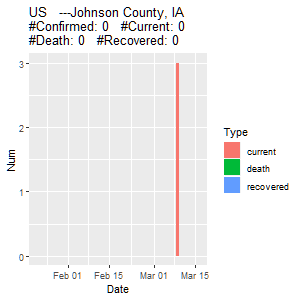 US   ---Johnson County, IA
#Confirmed: 0   #Current: 0
#Death: 0   #Recovered: 0
3
2
1
0
Num
Feb 01
Feb 15
Mar 01
Mar 15
Date
Type
current
death
recovered